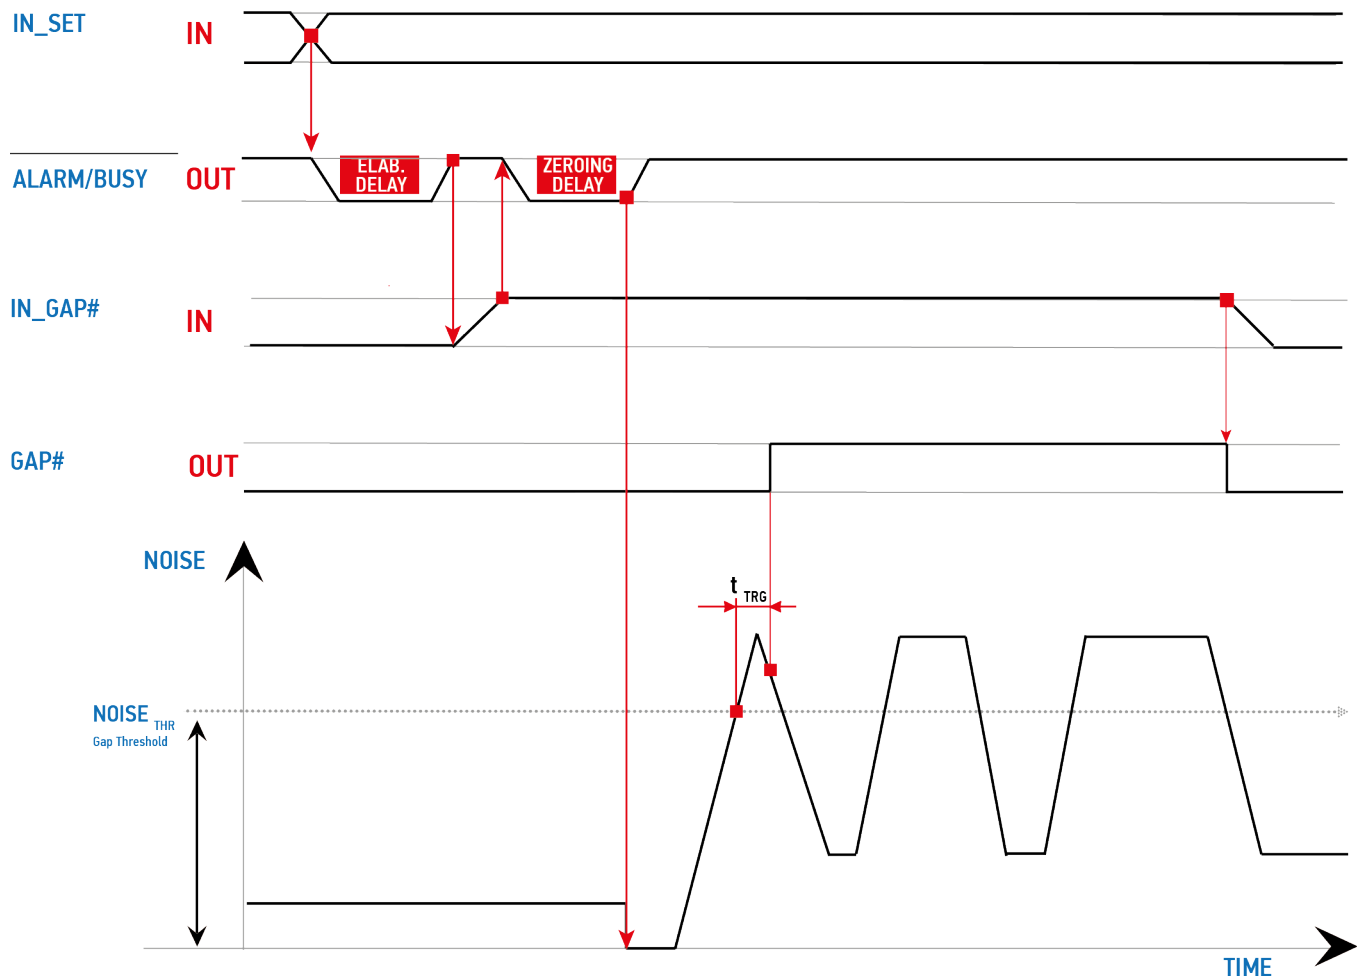 IN_SET
IN
ALARM/BUSY
OUT
ELAB.
DELAY
ZEROING
DELAY
IN_GAP#
IN
GAP#
OUT
NOISE
t TRG
NOISE THR
Gap Threshold
TIME